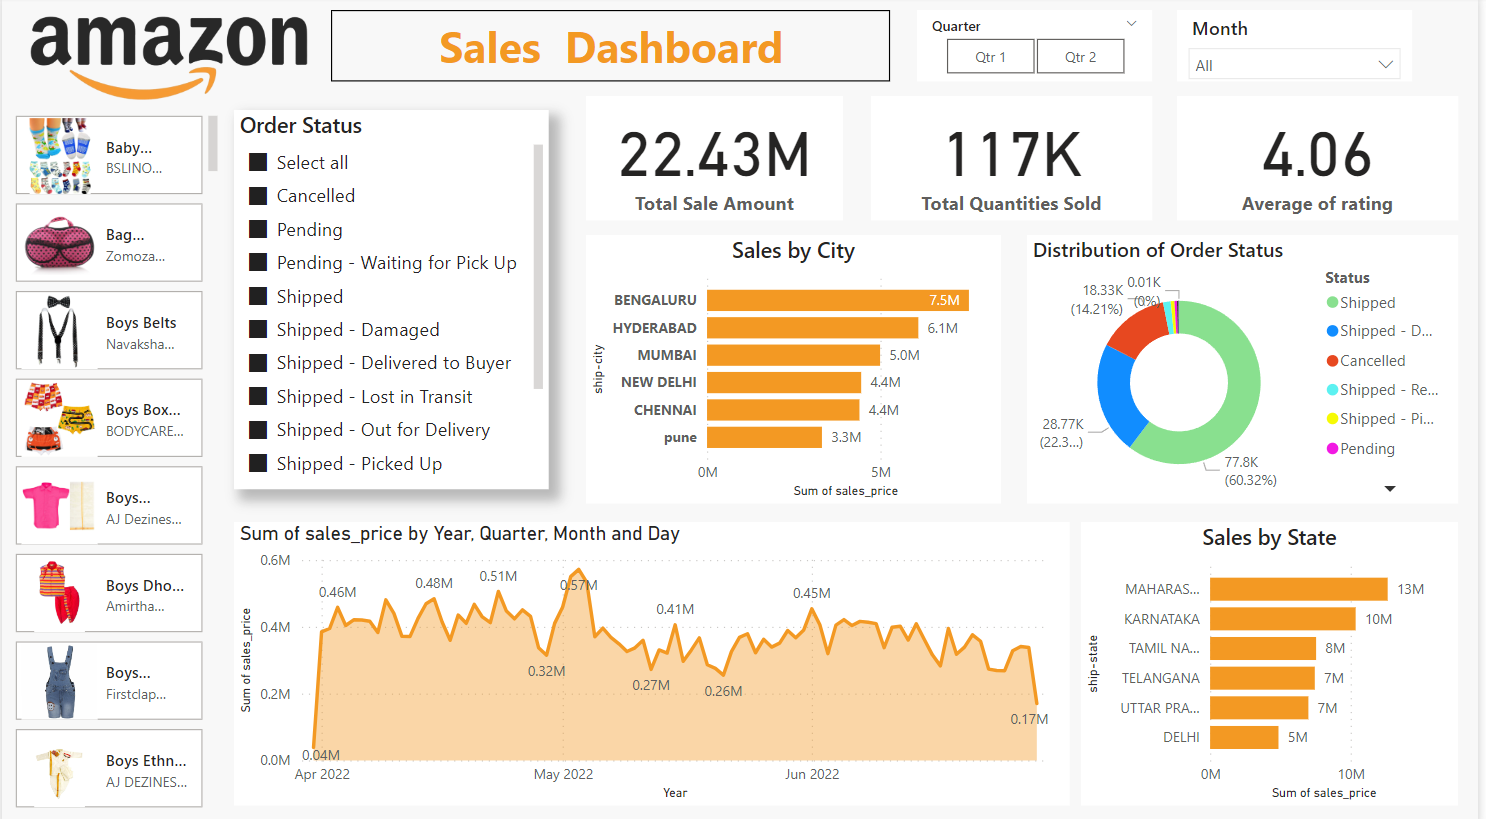 amazon
Sales Dashboard
Quarter
Qtr 1
Qtr 2
Month
All
Baby...
BSLINO...
Bag...
Zomoza...
Boys Belts
Navaksha...
Boys Box...
BODYCARE...
Boys...
AJ Dezines...
Boys Dho...
Amirtha...
Boys...
Firstclap...
Boys Ethn...
AJ DEZINES...
Order Status
Select all
Cancelled
Pending
Pending - Waiting for Pick Up
Shipped
Shipped - Damaged
Shipped - Delivered to Buyer
Shipped - Lost in Transit
Shipped - Out for Delivery
Shipped - Picked Up
22.43M
Total Sale Amount
117K
Total Quantities Sold
4.06
Average of rating
Sales by City
ship-city
BENGALURU 7.5M
HYDERABAD 6.1M
MUMBAI 5.0M
NEW DELHI 4.4M
CHENNAI 4.4M
pune 3.3M
0M 5M
Sum of sales_price
Distribution of Order Status
18.33K
(14.21%)
0.01K
(0%)
28.77K
(22.3...)
77.8K
(60.32%)
Status
Shipped
Shipped - D...
Cancelled
Shipped - Re...
Shipped - Pi...
Pending
Sum of sales_price by Year, Quarter, Month and Day
Sum of sales_price
0.6M
0.4M
0.2M
0.0M
0.04M
0.46M
0.48M
0.51M
0.32M
0.57M
0.27M
0.41M
0.26M
0.45M
0.17M
Apr 2022 May 2022 Jun 2022
Year
Sales by State
ship-state
MAHARAS... 13M
KARNATAKA 10M
TAMIL NA... 8M
TELANGANA 7M
UTTAR PRA... 7M
DELHI 5M
0M 10M
Sum of sales_price